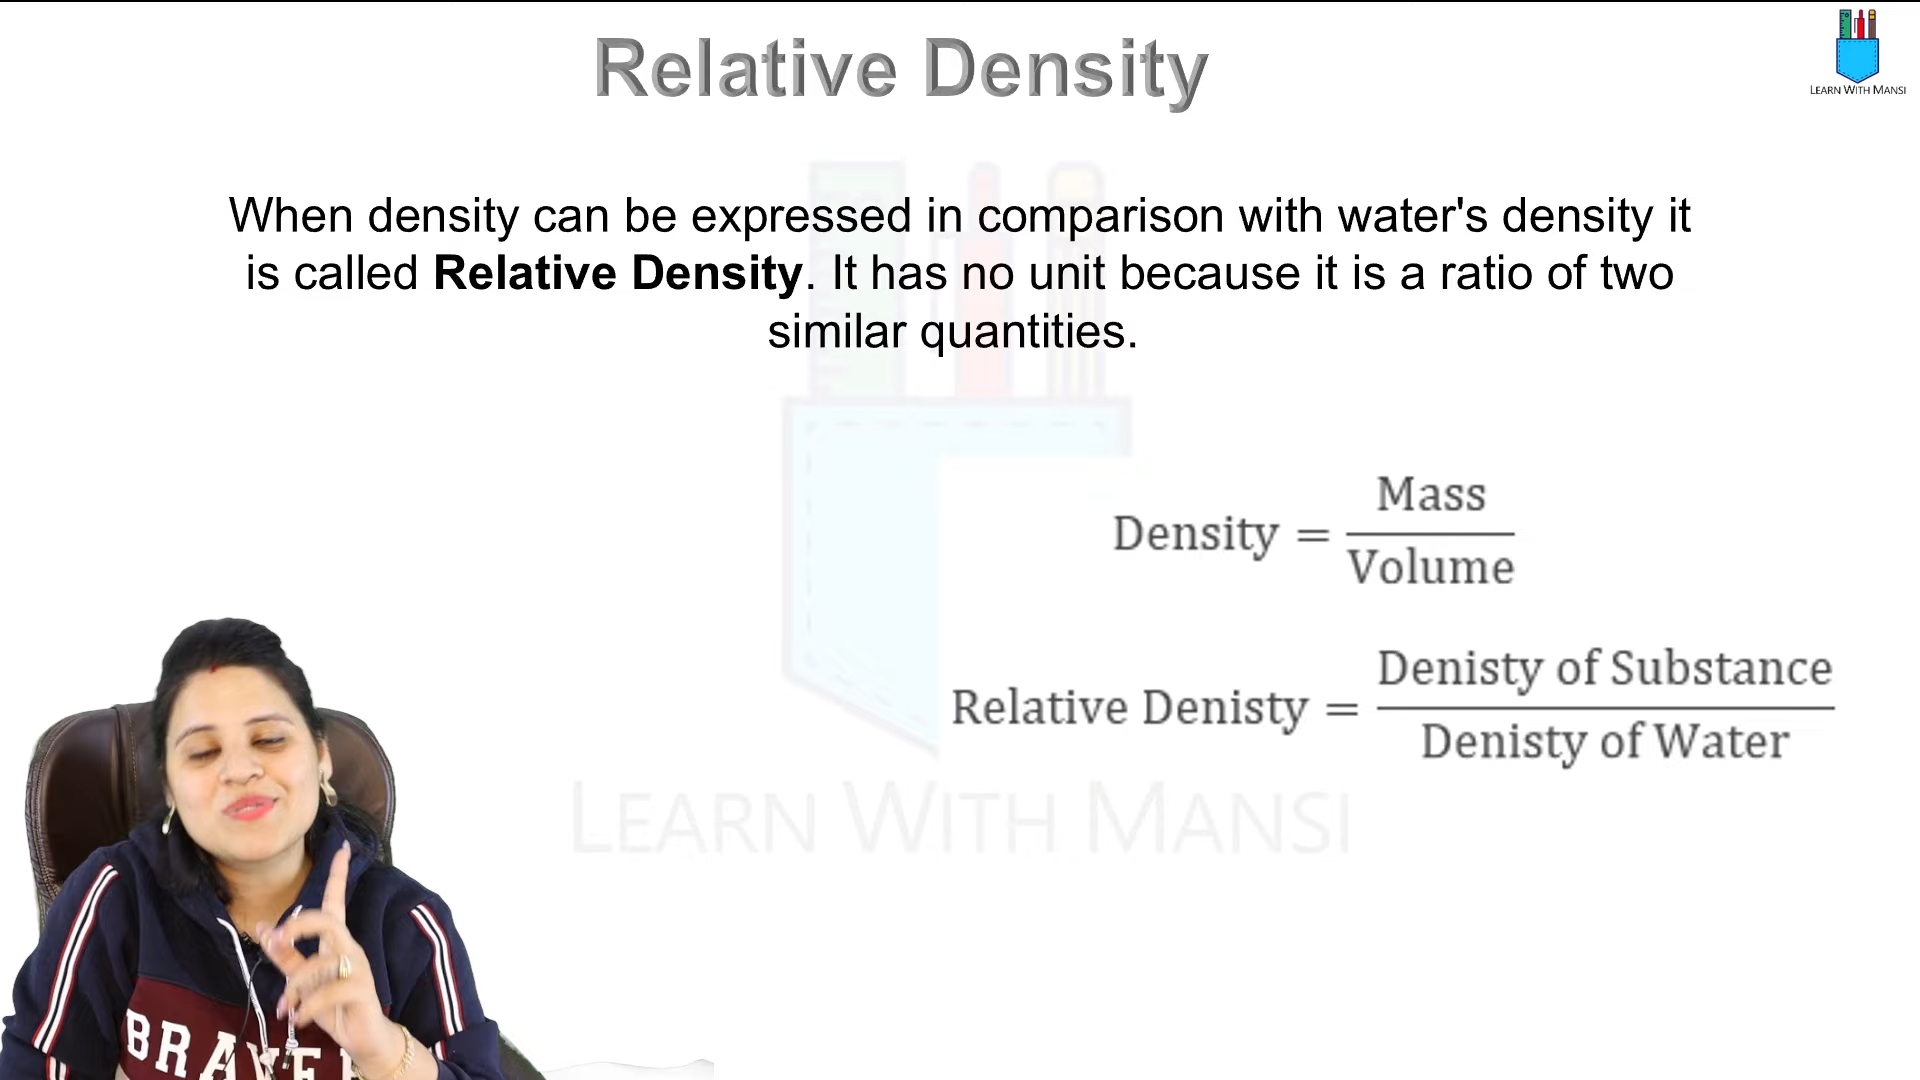 Relative Density
LEARN WITH MANSI
When density can be expressed in comparison with water's density it
is called Relative Density. It has no unit because it is a ratio of two
similar quantities.
Density = Mass
Volume
Relative Denisty = Denisty of Substance
Denisty of Water
LEARN WITH MANSI